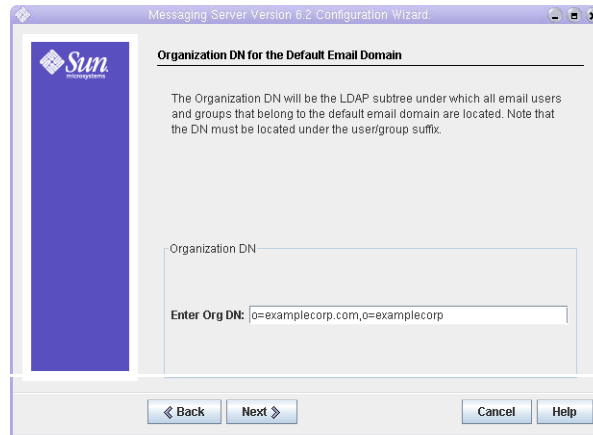 Messaging Server Version 6.2 Configuration Wizard.
Sun
microsystems
Organization DN for the Default Email Domain
The Organization DN will be the LDAP subtree under which all email users
and groups that belong to the default email domain are located. Note that
the DN must be located under the user/group suffix.
Organization DN
Enter Org DN: o=examplecorp.com,o=examplecorp
Back Next Cancel Help